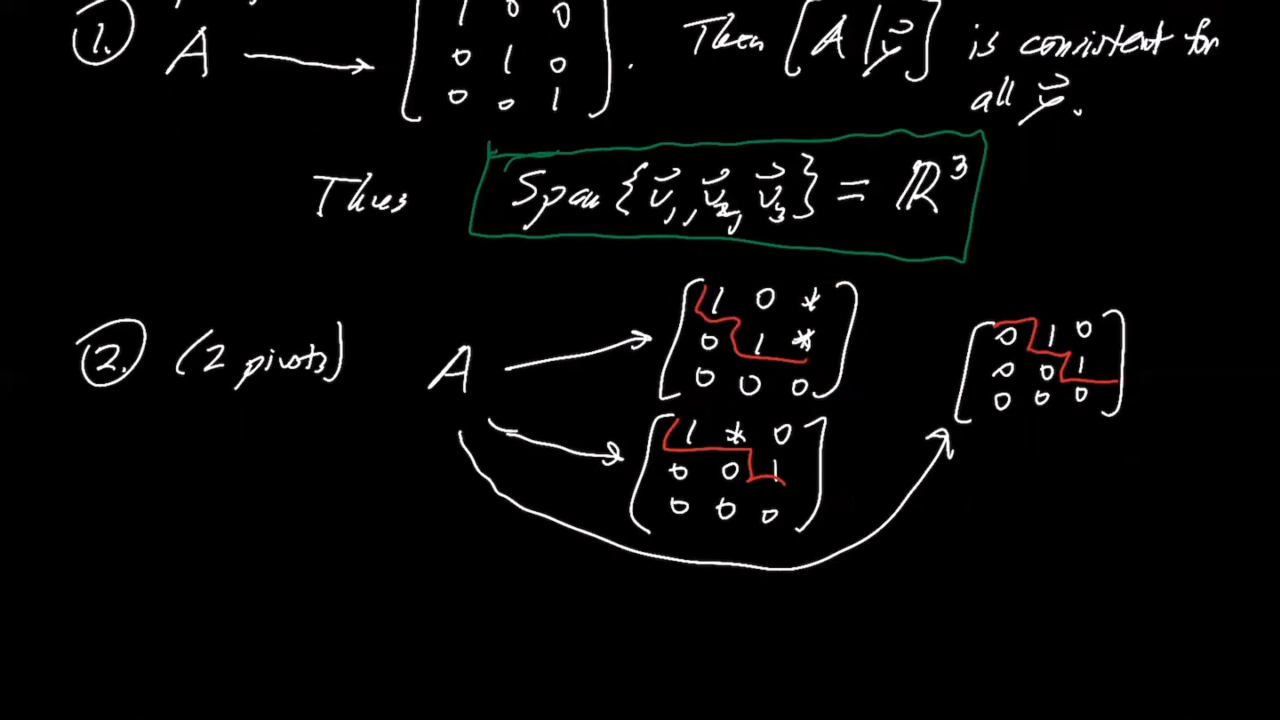 1. A → [1 0 0
0 1 0
0 0 1]. Then [A | y⃗] is consistent for all y⃗.
Thus Span{v⃗₁, v⃗₂, v⃗₃} = ℝ³
2. (2 pivots) A
[1 0 *
0 1 *
0 0 0]
[1 * 0
0 0 1
0 0 0]
[0 1 0
0 0 1
0 0 0]